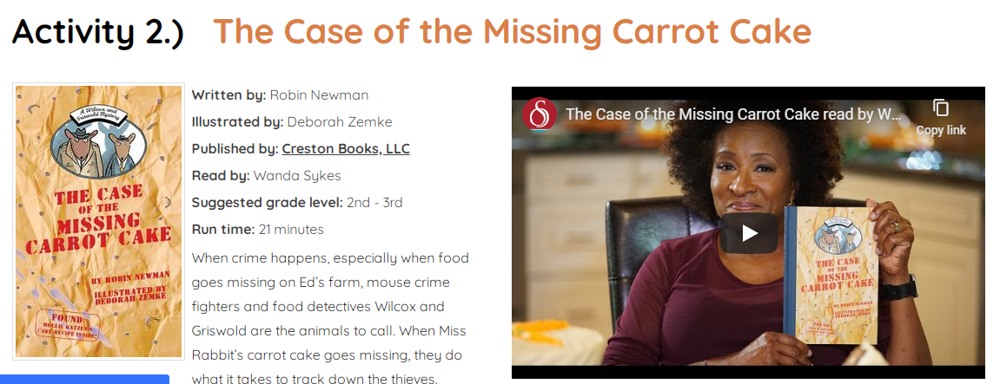 Activity 2.) The Case of the Missing Carrot Cake
A Wilcox and
Griswold Mystery
THE CASE
OF THE
MISSING
CARROT CAKE
BY ROBIN NEWMAN
ILLUSTRATED BY
DEBORAH ZEMKE
FOUND:
MOLLIE KATZEN'S
CAKE RECIPE INSIDE!
Written by: Robin Newman
Illustrated by: Deborah Zemke
Published by: Creston Books, LLC
Read by: Wanda Sykes
Suggested grade level: 2nd - 3rd
Run time: 21 minutes
When crime happens, especially when food
goes missing on Ed's farm, mouse crime
fighters and food detectives Wilcox and
Griswold are the animals to call. When Miss
Rabbit's carrot cake goes missing, they do
what it takes to track down the thieves.
The Case of the Missing Carrot Cake read by W...
Copy link
THE CASE
OF THE
MISSING
CARROT CAKE
BY ROBIN NEWMAN
ILLUSTRATED BY
DEBORAH ZEMKE
FOUND: